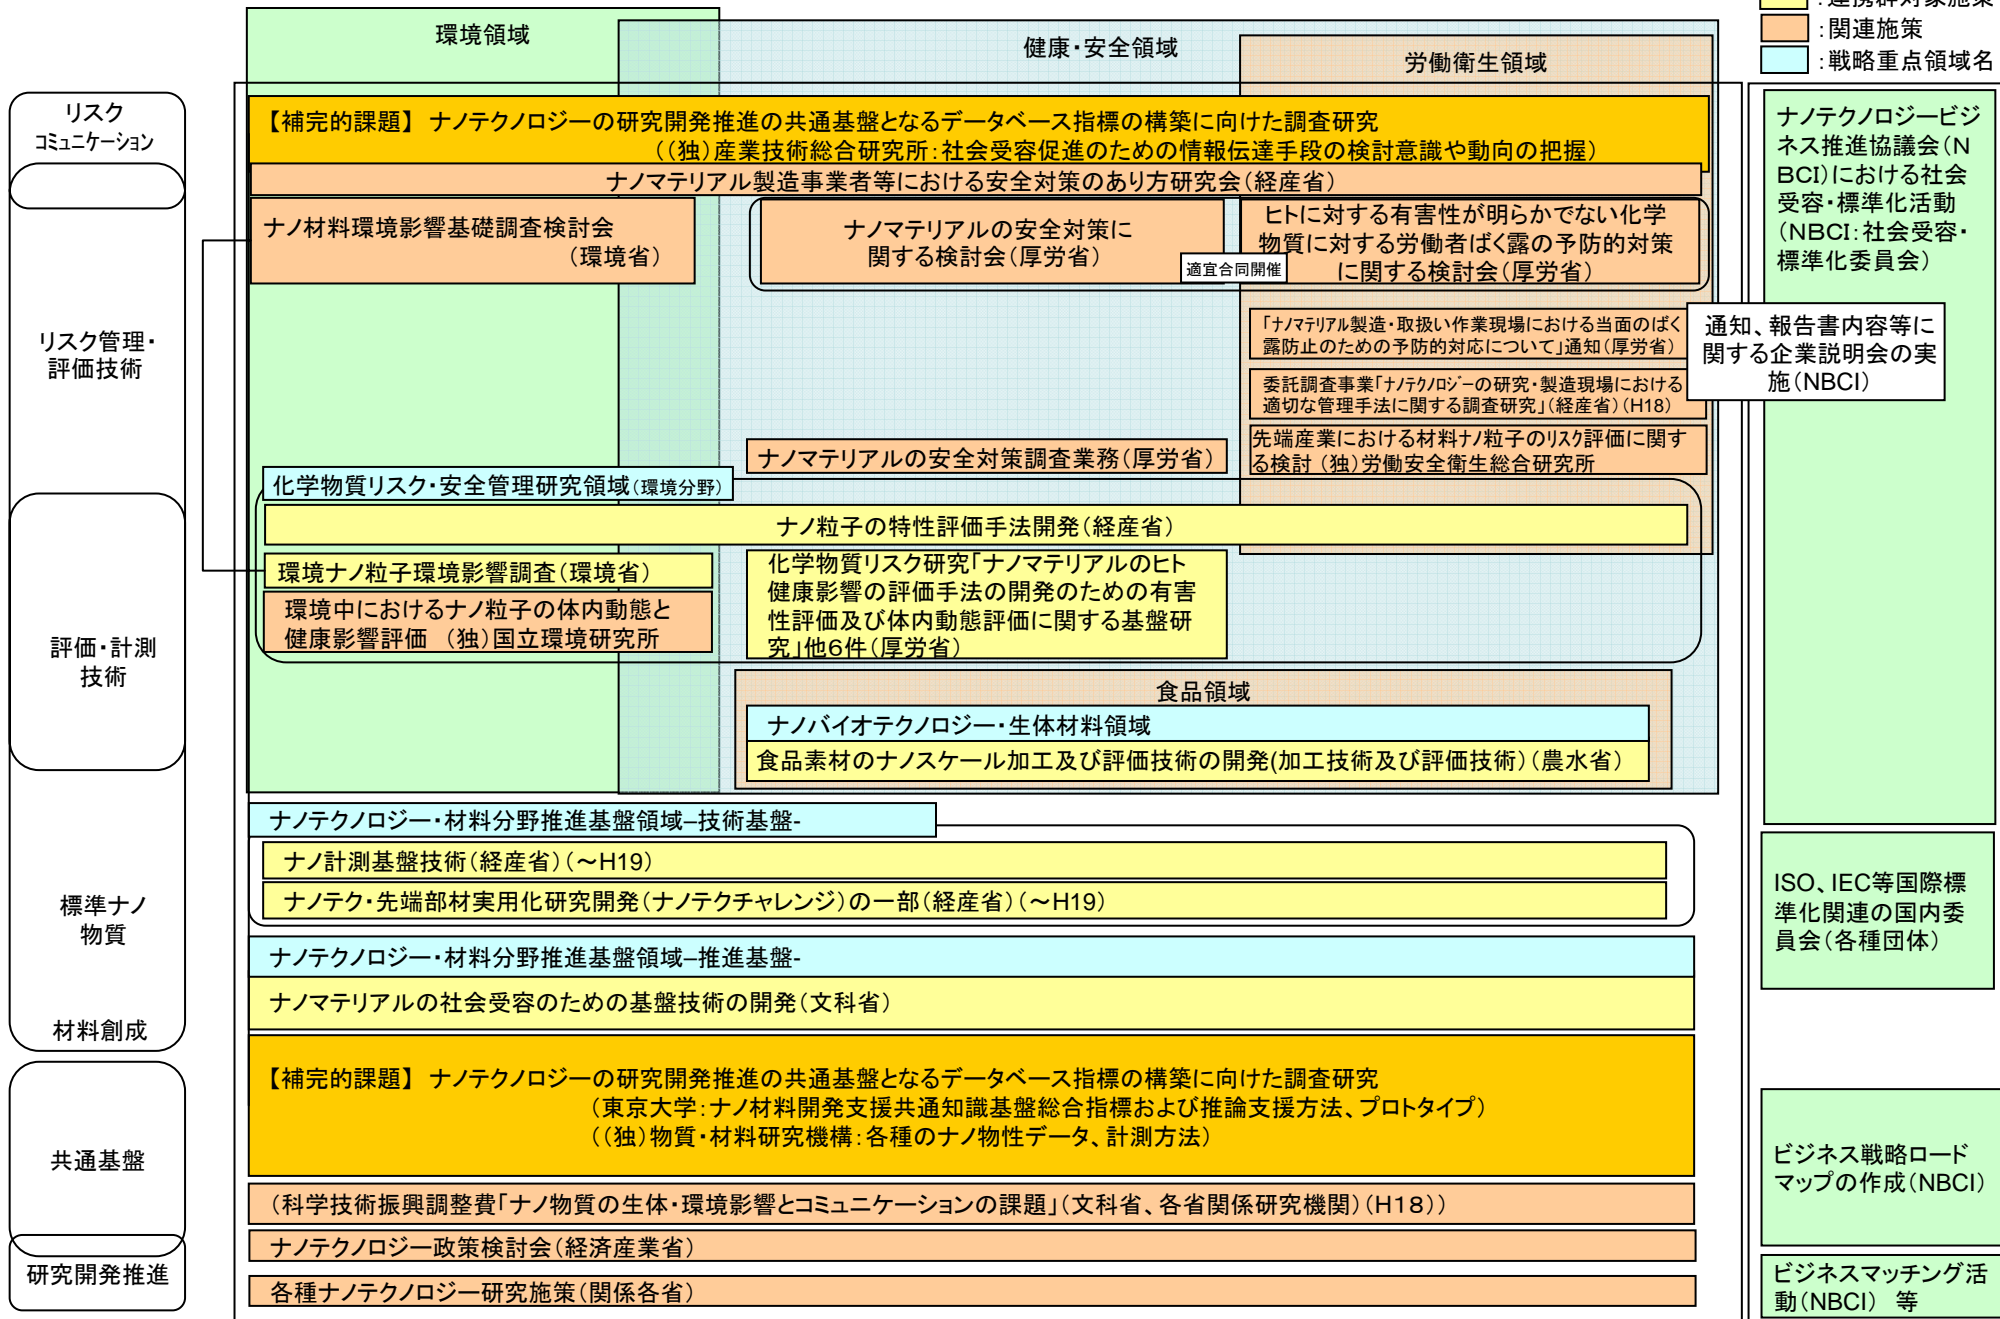 :連携群対象施策
:関連施策
:戦略重点領域名
環境領域
健康・安全領域
労働衛生領域
リスク
コミュニケーション
リスク管理・
評価技術
評価・計測
技術
標準ナノ
物質
材料創成
共通基盤
研究開発推進
【補完的課題】 ナノテクノロジーの研究開発推進の共通基盤となるデータベース指標の構築に向けた調査研究
((独)産業技術総合研究所:社会受容促進のための情報伝達手段の検討意識や動向の把握)
ナノマテリアル製造事業者等における安全対策のあり方研究会(経産省)
ナノ材料環境影響基礎調査検討会
(環境省)
ナノマテリアルの安全対策に
関する検討会(厚労省)
適宜合同開催
ヒトに対する有害性が明らかでない化学
物質に対する労働者ばく露の予防的対策
に関する検討会(厚労省)
「ナノマテリアル製造・取扱い作業現場における当面のばく
露防止のための予防的対応について」通知(厚労省)
委託調査事業「ナノテクノロジーの研究・製造現場における
適切な管理手法に関する調査研究」(経産省)(H18)
ナノマテリアルの安全対策調査業務(厚労省)
先端産業における材料ナノ粒子のリスク評価に関す
る検討 (独)労働安全衛生総合研究所
化学物質リスク・安全管理研究領域(環境分野)
ナノ粒子の特性評価手法開発(経産省)
環境ナノ粒子環境影響調査(環境省)
環境中におけるナノ粒子の体内動態と
健康影響評価 (独)国立環境研究所
化学物質リスク研究「ナノマテリアルのヒト
健康影響の評価手法の開発のための有害
性評価及び体内動態評価に関する基盤研
究」他6件(厚労省)
食品領域
ナノバイオテクノロジー・生体材料領域
食品素材のナノスケール加工及び評価技術の開発(加工技術及び評価技術)(農水省)
ナノテクノロジー・材料分野推進基盤領域–技術基盤-
ナノ計測基盤技術(経産省)(～H19)
ナノテク・先端部材実用化研究開発(ナノテクチャレンジ)の一部(経産省)(～H19)
ナノテクノロジー・材料分野推進基盤領域–推進基盤-
ナノマテリアルの社会受容のための基盤技術の開発(文科省)
【補完的課題】 ナノテクノロジーの研究開発推進の共通基盤となるデータベース指標の構築に向けた調査研究
(東京大学:ナノ材料開発支援共通知識基盤総合指標および推論支援方法、プロトタイプ)
((独)物質・材料研究機構:各種のナノ物性データ、計測方法)
(科学技術振興調整費「ナノ物質の生体・環境影響とコミュニケーションの課題」(文科省、各省関係研究機関)(H18))
ナノテクノロジー政策検討会(経済産業省)
各種ナノテクノロジー研究施策(関係各省)
ナノテクノロジービジ
ネス推進協議会(N
BCI)における社会
受容・標準化活動
(NBCI:社会受容・
標準化委員会)
通知、報告書内容等に
関する企業説明会の実
施(NBCI)
ISO、IEC等国際標
準化関連の国内委
員会(各種団体)
ビジネス戦略ロード
マップの作成(NBCI)
ビジネスマッチング活
動(NBCI) 等